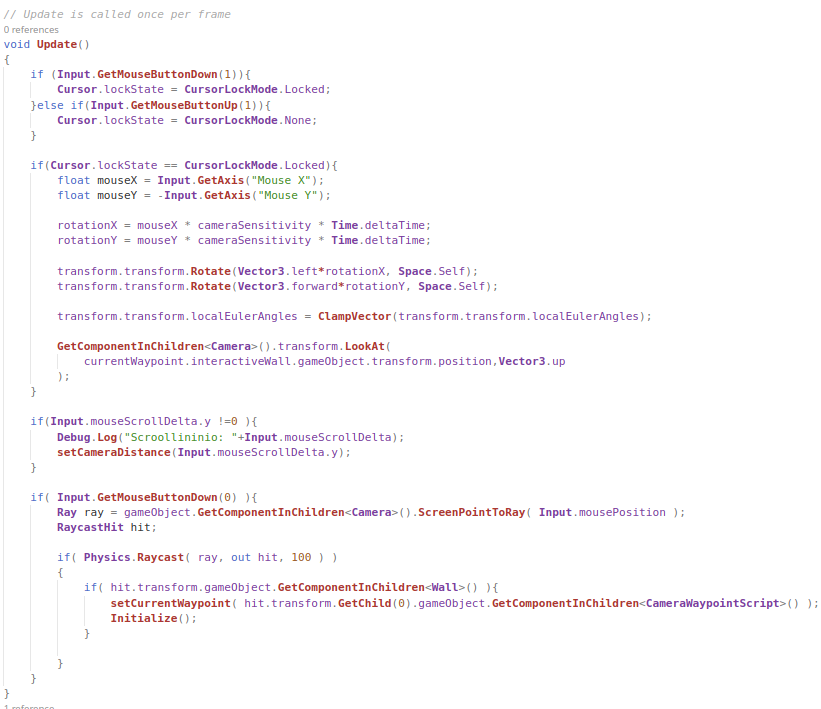 // Update is called once per frame
0 references
void Update()
{
if (Input.GetMouseButtonDown(1)){
Cursor.lockState = CursorLockMode.Locked;
}else if(Input.GetMouseButtonUp(1)){
Cursor.lockState = CursorLockMode.None;
}
if(Cursor.lockState == CursorLockMode.Locked){
float mouseX = Input.GetAxis("Mouse X");
float mouseY = -Input.GetAxis("Mouse Y");
rotationX = mouseX * cameraSensitivity * Time.deltaTime;
rotationY = mouseY * cameraSensitivity * Time.deltaTime;
transform.transform.Rotate(Vector3.left*rotationX, Space.Self);
transform.transform.Rotate(Vector3.forward*rotationY, Space.Self);
transform.transform.localEulerAngles = ClampVector(transform.transform.localEulerAngles);
GetComponentInChildren<Camera>().transform.LookAt(
currentWaypoint.interactiveWall.gameObject.transform.position,Vector3.up
);
}
if(Input.mouseScrollDelta.y !=0 ){
Debug.Log("Scroollininio: "+Input.mouseScrollDelta);
setCameraDistance(Input.mouseScrollDelta.y);
}
if( Input.GetMouseButtonDown(0) ){
Ray ray = gameObject.GetComponentInChildren<Camera>().ScreenPointToRay( Input.mousePosition );
RaycastHit hit;
if( Physics.Raycast( ray, out hit, 100 ) )
{
if( hit.transform.gameObject.GetComponentInChildren<Wall>() ){
setCurrentWaypoint( hit.transform.GetChild(0).gameObject.GetComponentInChildren<CameraWaypointScript>() );
Initialize();
}
}
}
}
1 reference